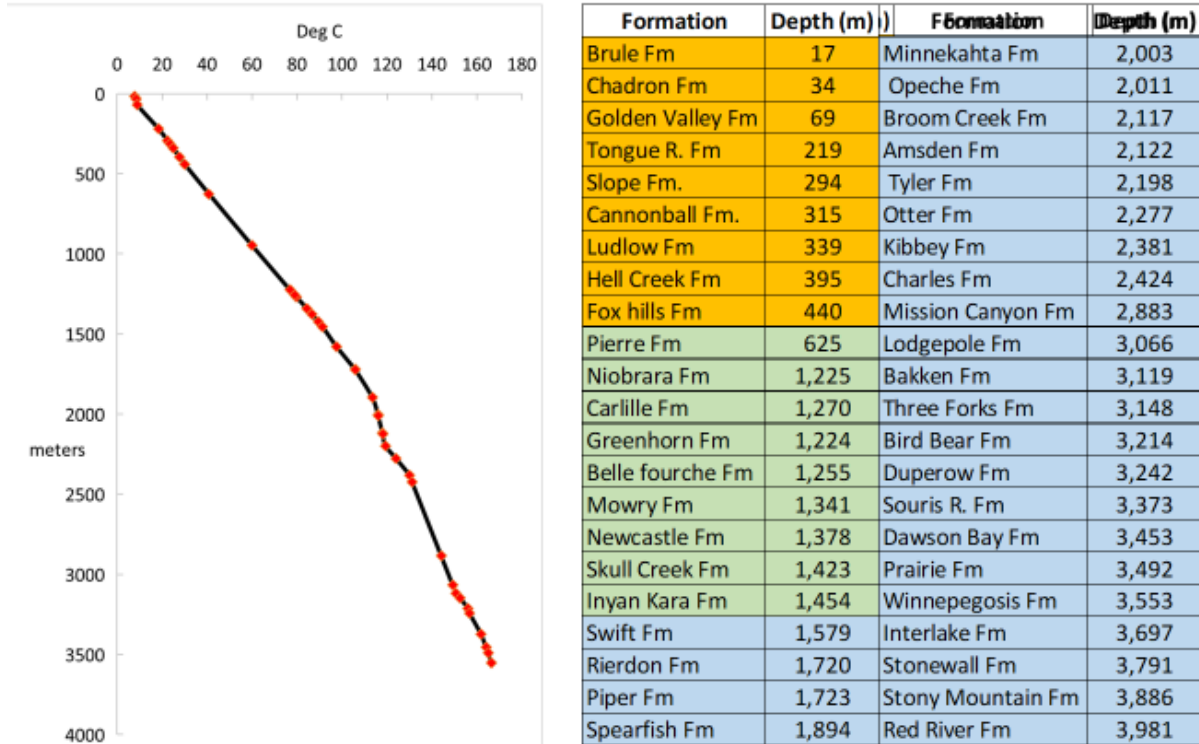 Deg C
0 20 40 60 80 100 120 140 160 180
0
500
1000
1500
2000
meters
2500
3000
3500
4000
Formation Depth (m) Formation Depth (m)
Brule Fm 17 Minnekahta Fm 2,003
Chadron Fm 34 Opeche Fm 2,011
Golden Valley Fm 69 Broom Creek Fm 2,117
Tongue R. Fm 219 Amsden Fm 2,122
Slope Fm. 294 Tyler Fm 2,198
Cannonball Fm. 315 Otter Fm 2,277
Ludlow Fm 339 Kibbey Fm 2,381
Hell Creek Fm 395 Charles Fm 2,424
Fox hills Fm 440 Mission Canyon Fm 2,883
Pierre Fm 625 Lodgepole Fm 3,066
Niobrara Fm 1,225 Bakken Fm 3,119
Carlille Fm 1,270 Three Forks Fm 3,148
Greenhorn Fm 1,224 Bird Bear Fm 3,214
Belle fourche Fm 1,255 Duperow Fm 3,242
Mowry Fm 1,341 Souris R. Fm 3,373
Newcastle Fm 1,378 Dawson Bay Fm 3,453
Skull Creek Fm 1,423 Prairie Fm 3,492
Inyan Kara Fm 1,454 Winnepegosis Fm 3,553
Swift Fm 1,579 Interlake Fm 3,697
Rierdon Fm 1,720 Stonewall Fm 3,791
Piper Fm 1,723 Stony Mountain Fm 3,886
Spearfish Fm 1,894 Red River Fm 3,981